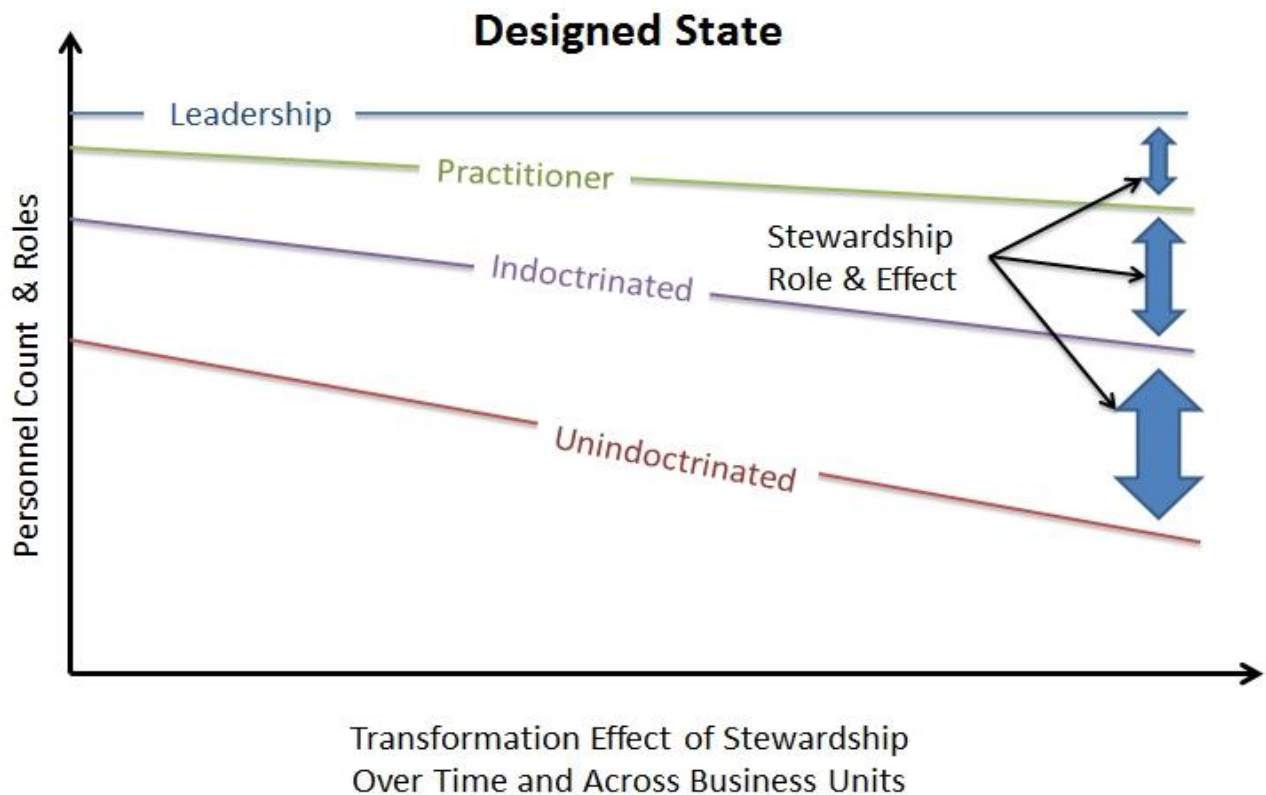 Designed State
Leadership
Practitioner
Indoctrinated
Unindoctrinated
Stewardship
Role & Effect
Personnel Count & Roles
Transformation Effect of Stewardship
Over Time and Across Business Units